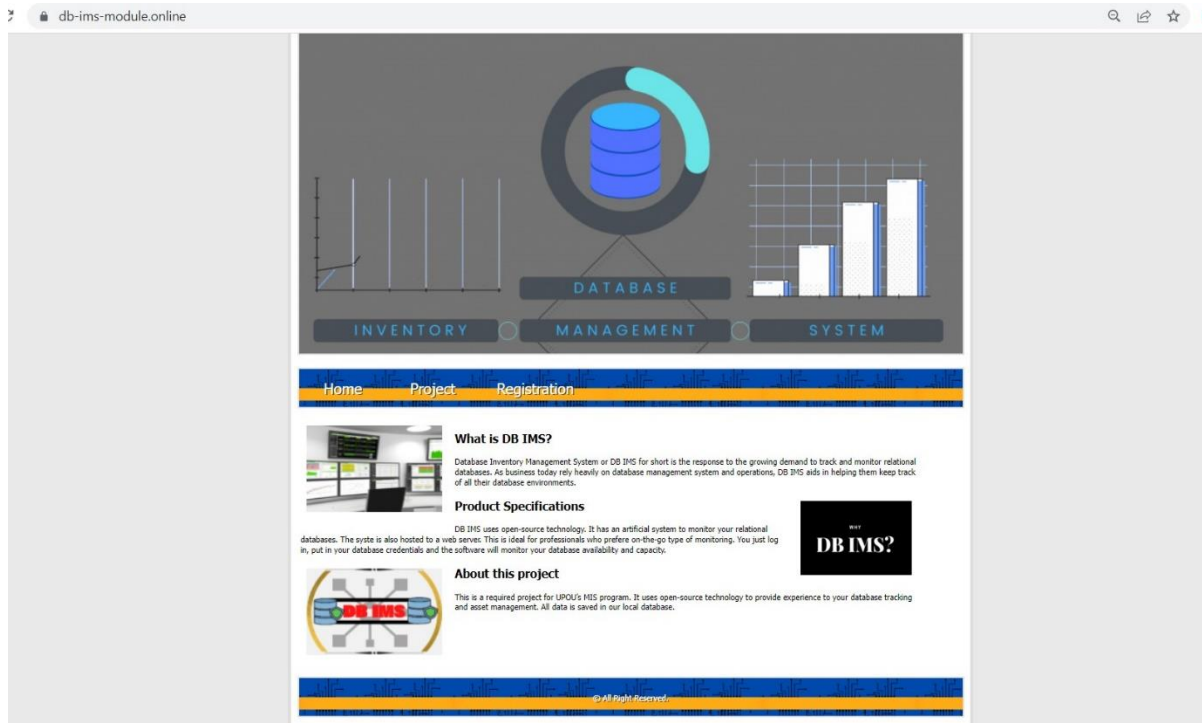 db-ims-module.online
DATABASE
INVENTORY
MANAGEMENT
SYSTEM
Home
Project
Registration
What is DB IMS?
Database Inventory Management System or DB IMS for short is the response to the growing demand to track and monitor relational
databases. As business today rely heavily on database management system and operations, DB IMS aids in helping them keep track
of all their database environments.
Product Specifications
DB IMS uses open-source technology. It has an artificial system to monitor your relational
databases. The syste is also hosted to a web server. This is ideal for professionals who prefere on-the-go type of monitoring. You just log
in, put in your database credentials and the software will monitor your database availability and capacity.
WHY
DB IMS?
About this project
This is a required project for UPOU's MIS program. It uses open-source technology to provide experience to your database tracking
and asset management. All data is saved in our local database.
DB IMS
© All Right Reserved.